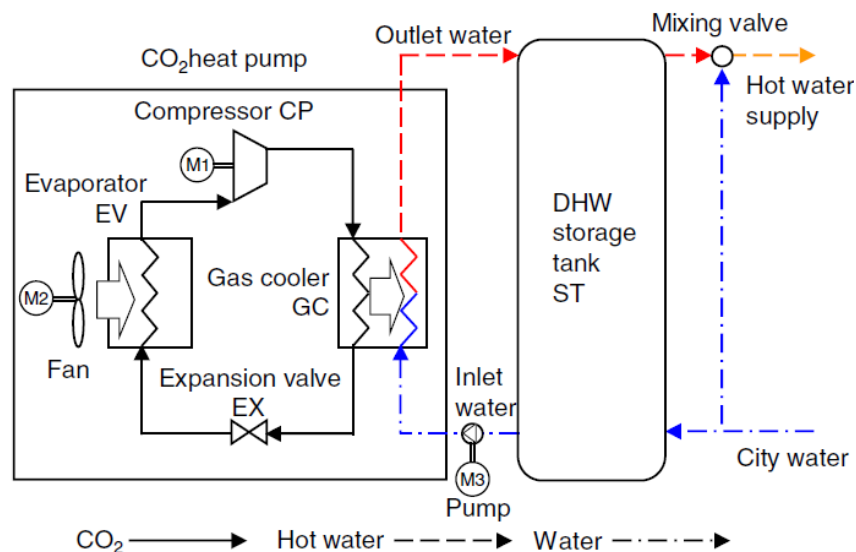 Outlet water
Mixing valve
CO₂heat pump
Hot water
supply
Compressor CP
M1
Evaporator
EV
DHW
storage
tank
ST
Gas cooler
GC
M2
Fan
Expansion valve
EX
Inlet
water
City water
M3
Pump
CO₂
Hot water
Water